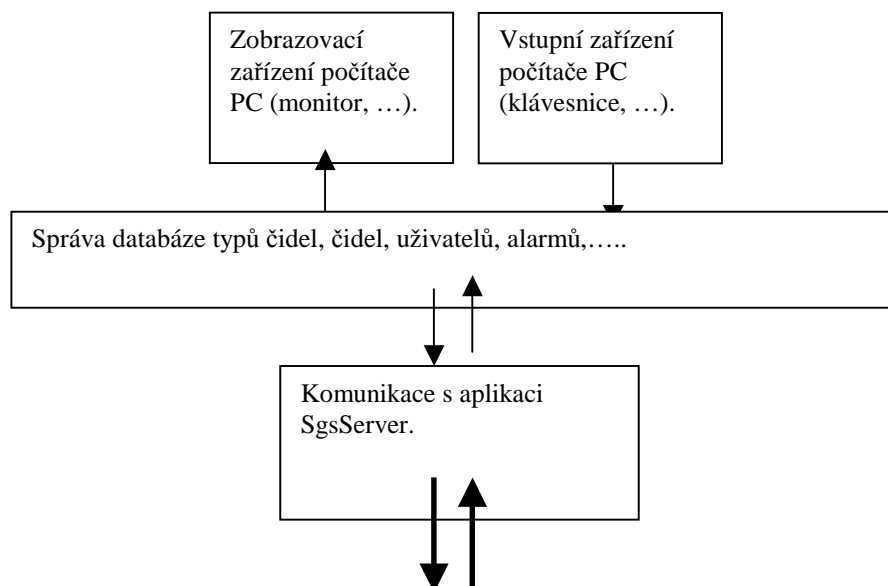 Zobrazovací
zařízení počítače
PC (monitor, …).
Vstupní zařízení
počítače PC
(klávesnice, …).
Správa databáze typů čidel, čidel, uživatelů, alarmů,…..
Komunikace s aplikaci
SgsServer.